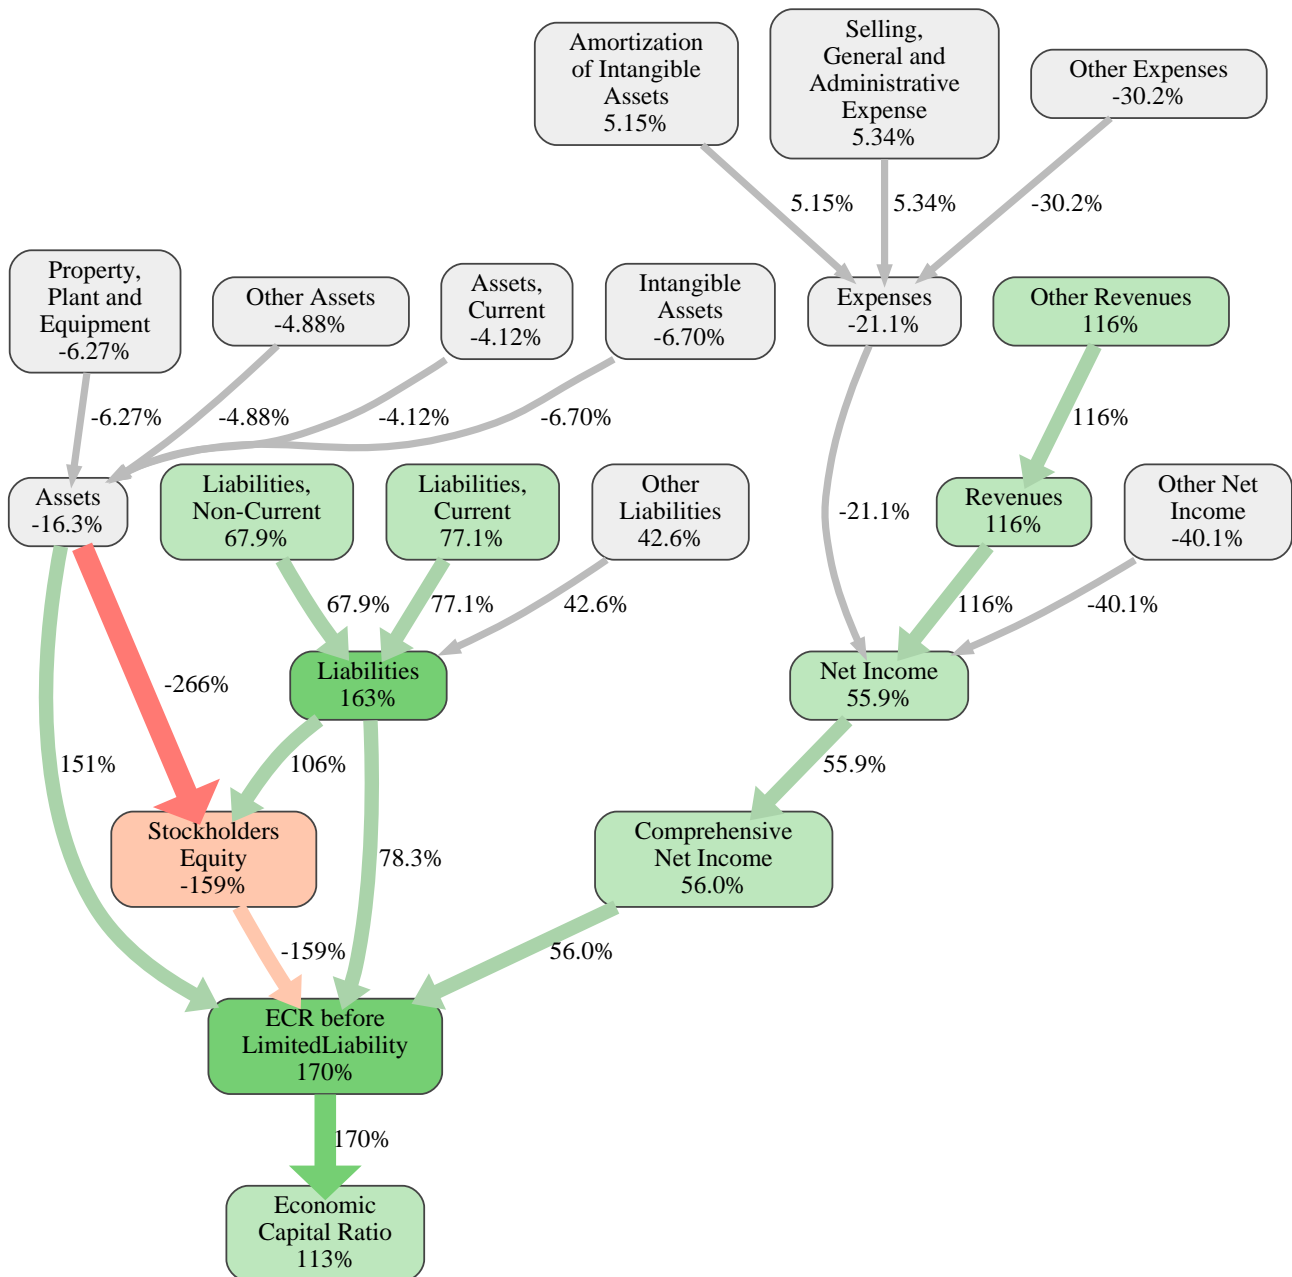 Amortization
of Intangible
Assets
5.15%
Selling,
General and
Administrative
Expense
5.34%
Other Expenses
-30.2%
5.15%
5.34%
-30.2%
Property,
Plant and
Equipment
-6.27%
Other Assets
-4.88%
Assets,
Current
-4.12%
Intangible
Assets
-6.70%
Expenses
-21.1%
Other Revenues
116%
-6.27%
-4.88%
-4.12%
-6.70%
116%
Assets
-16.3%
Liabilities,
Non-Current
67.9%
Liabilities,
Current
77.1%
Other
Liabilities
42.6%
-21.1%
Revenues
116%
Other Net
Income
-40.1%
67.9%
77.1%
42.6%
116%
-40.1%
-266%
Liabilities
163%
Net Income
55.9%
151%
106%
78.3%
55.9%
Stockholders
Equity
-159%
Comprehensive
Net Income
56.0%
-159%
56.0%
ECR before
LimitedLiability
170%
170%
Economic
Capital Ratio
113%